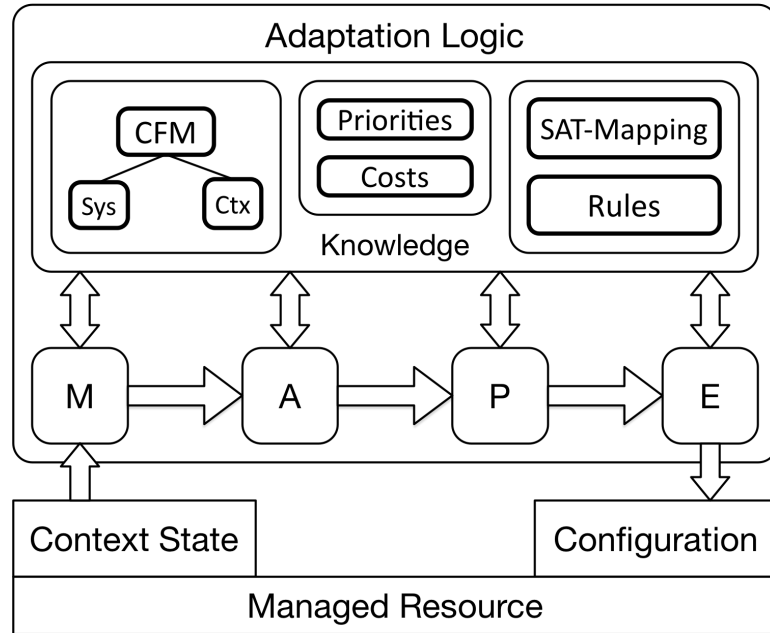 Adaptation Logic
CFM
Sys
Ctx
Priorities
Costs
SAT-Mapping
Rules
Knowledge
M
A
P
E
Context State
Configuration
Managed Resource